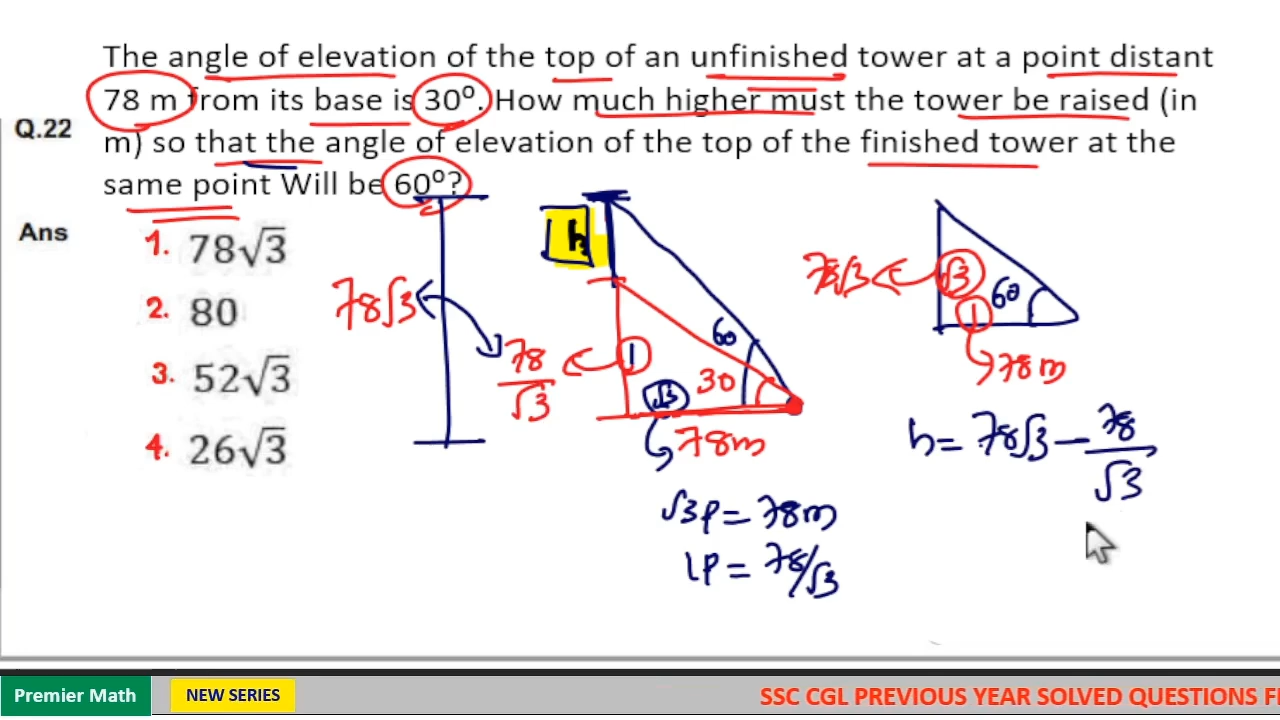 The angle of elevation of the top of an unfinished tower at a point distant
78 m from its base is 30º. How much higher must the tower be raised (in
Q.22
m) so that the angle of elevation of the top of the finished tower at the
same point Will be 60º?
Ans
1. 78√3
2. 80
3. 52√3
4. 26√3
78√3
78/√3
h
1
60
30
√3
78m
√3P = 78m
1P = 78/√3
78√3
√3
60
1
78m
h = 78√3 − 78/√3
Premier Math
NEW SERIES
SSC CGL PREVIOUS YEAR SOLVED QUESTIONS F